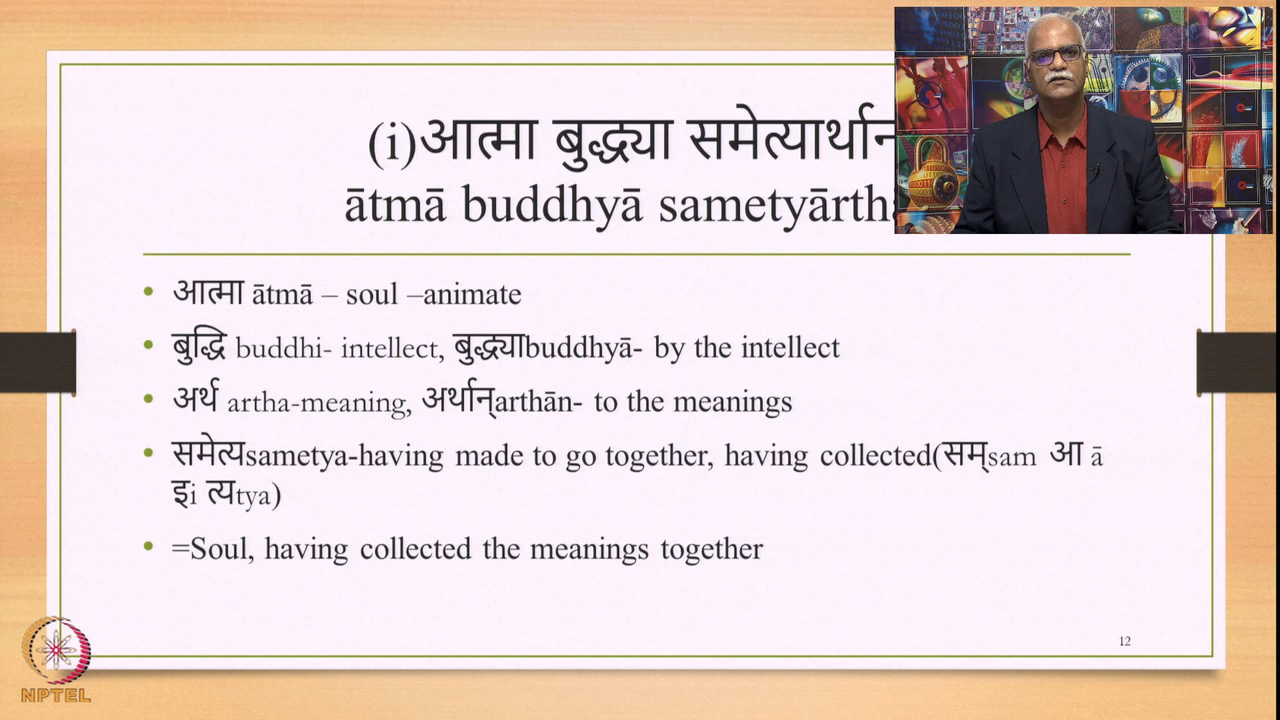 (i)आत्मा बुद्ध्या समेत्यार्थान
ātmā buddhyā sametyārth
• आत्मा ātmā – soul –animate
• बुद्धि buddhi- intellect, बुद्ध्याbuddhyā- by the intellect
• अर्थ artha-meaning, अर्थान्arthān- to the meanings
• समेत्यsametya-having made to go together, having collected(सम्sam आ ā
इi त्यtya)
• =Soul, having collected the meanings together
12
NPTEL